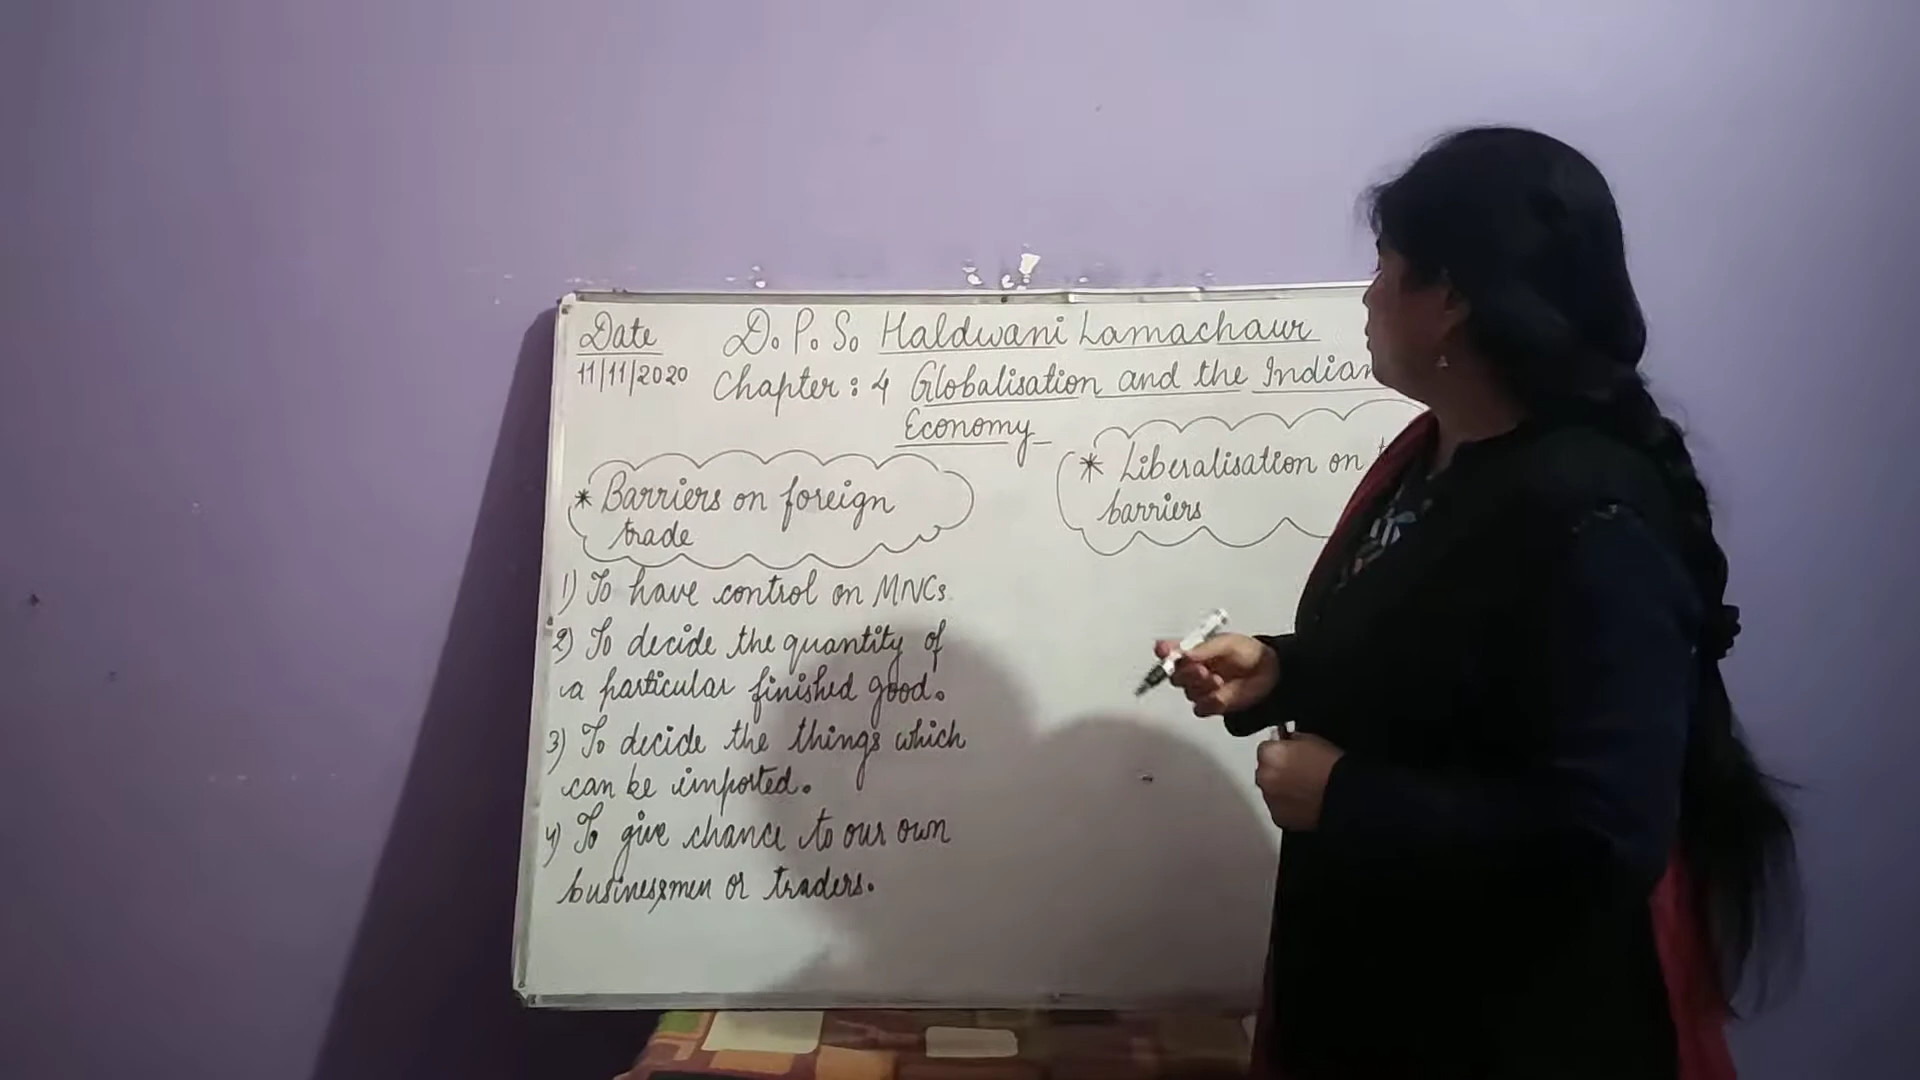 Date
D. P. S. Haldwani Lamachaur
11/11/2020
Chapter : 4 Globalisation and the Indian
Economy
* Barriers on foreign
trade
1) To have control on MNCs.
2) To decide the quantity of
a particular finished good.
3) To decide the things which
can be imported.
4) To give chance to our own
businessmen or traders.
* Liberalisation on
barriers